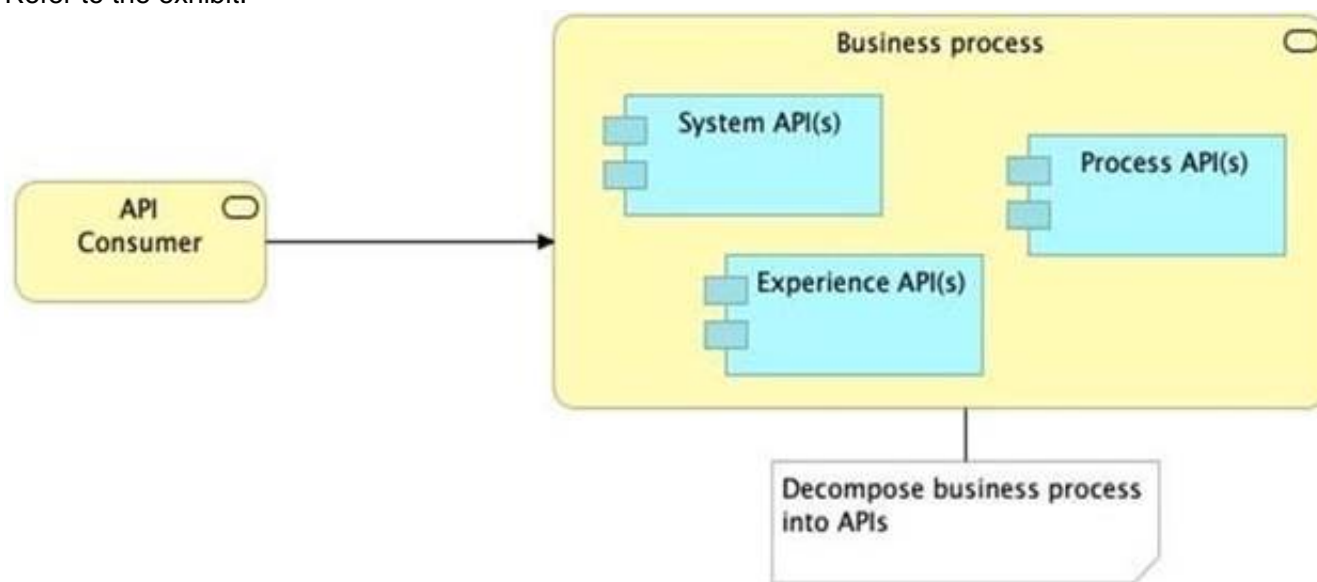 Refer to the exhibit.
Business process
System API(s)
Process API(s)
API
Consumer
Experience API(s)
Decompose business process
into APIs